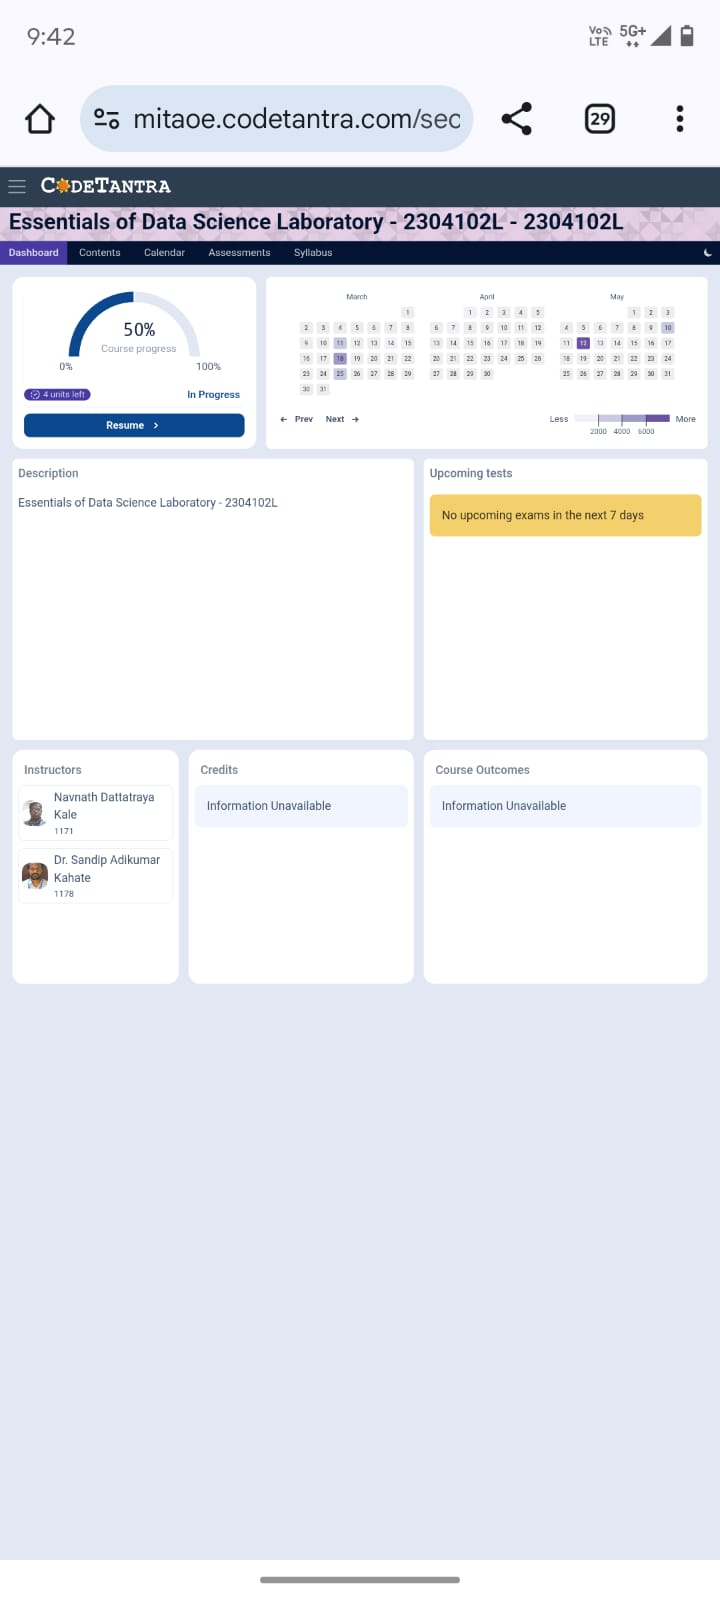 9:42
Vo))
LTE
5G+
mitaoe.codetantra.com/sec
29
CODETANTRA
Essentials of Data Science Laboratory - 2304102L - 2304102L
Dashboard Contents Calendar Assessments Syllabus
50%
Course progress
0% 100%
4 units left In Progress
Resume >
March
1
2 3 4 5 6 7 8
9 10 11 12 13 14 15
16 17 18 19 20 21 22
23 24 25 26 27 28 29
30 31
April
1 2 3 4 5
6 7 8 9 10 11 12
13 14 15 16 17 18 19
20 21 22 23 24 25 26
27 28 29 30
May
1 2 3
4 5 6 7 8 9 10
11 12 13 14 15 16 17
18 19 20 21 22 23 24
25 26 27 28 29 30 31
← Prev Next →
Less More
2000 4000 6000
Description
Essentials of Data Science Laboratory - 2304102L
Upcoming tests
No upcoming exams in the next 7 days
Instructors
Navnath Dattatraya
Kale
1171
Dr. Sandip Adikumar
Kahate
1178
Credits
Information Unavailable
Course Outcomes
Information Unavailable